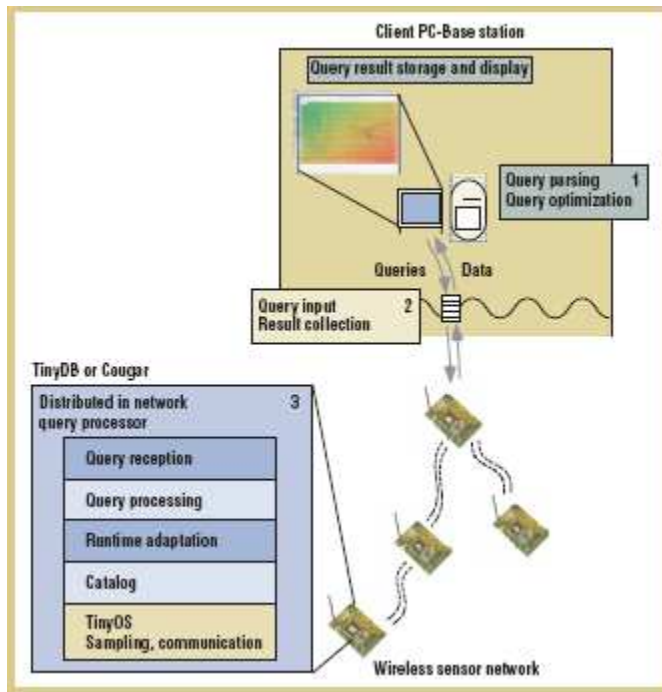 Client PC-Base station
Query result storage and display
Query parsing 1
Query optimization
Queries Data
Query input 2
Result collection
TinyDB or Cougar
Distributed in network 3
query processor
Query reception
Query processing
Runtime adaptation
Catalog
TinyOS
Sampling, communication
Wireless sensor network